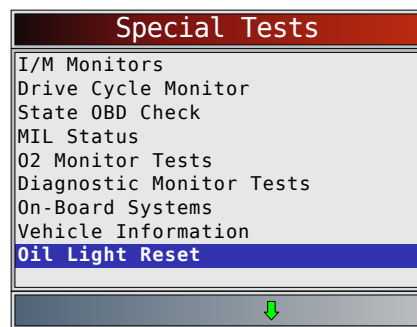 Special Tests
I/M Monitors
Drive Cycle Monitor
State OBD Check
MIL Status
O2 Monitor Tests
Diagnostic Monitor Tests
On-Board Systems
Vehicle Information
Oil Light Reset